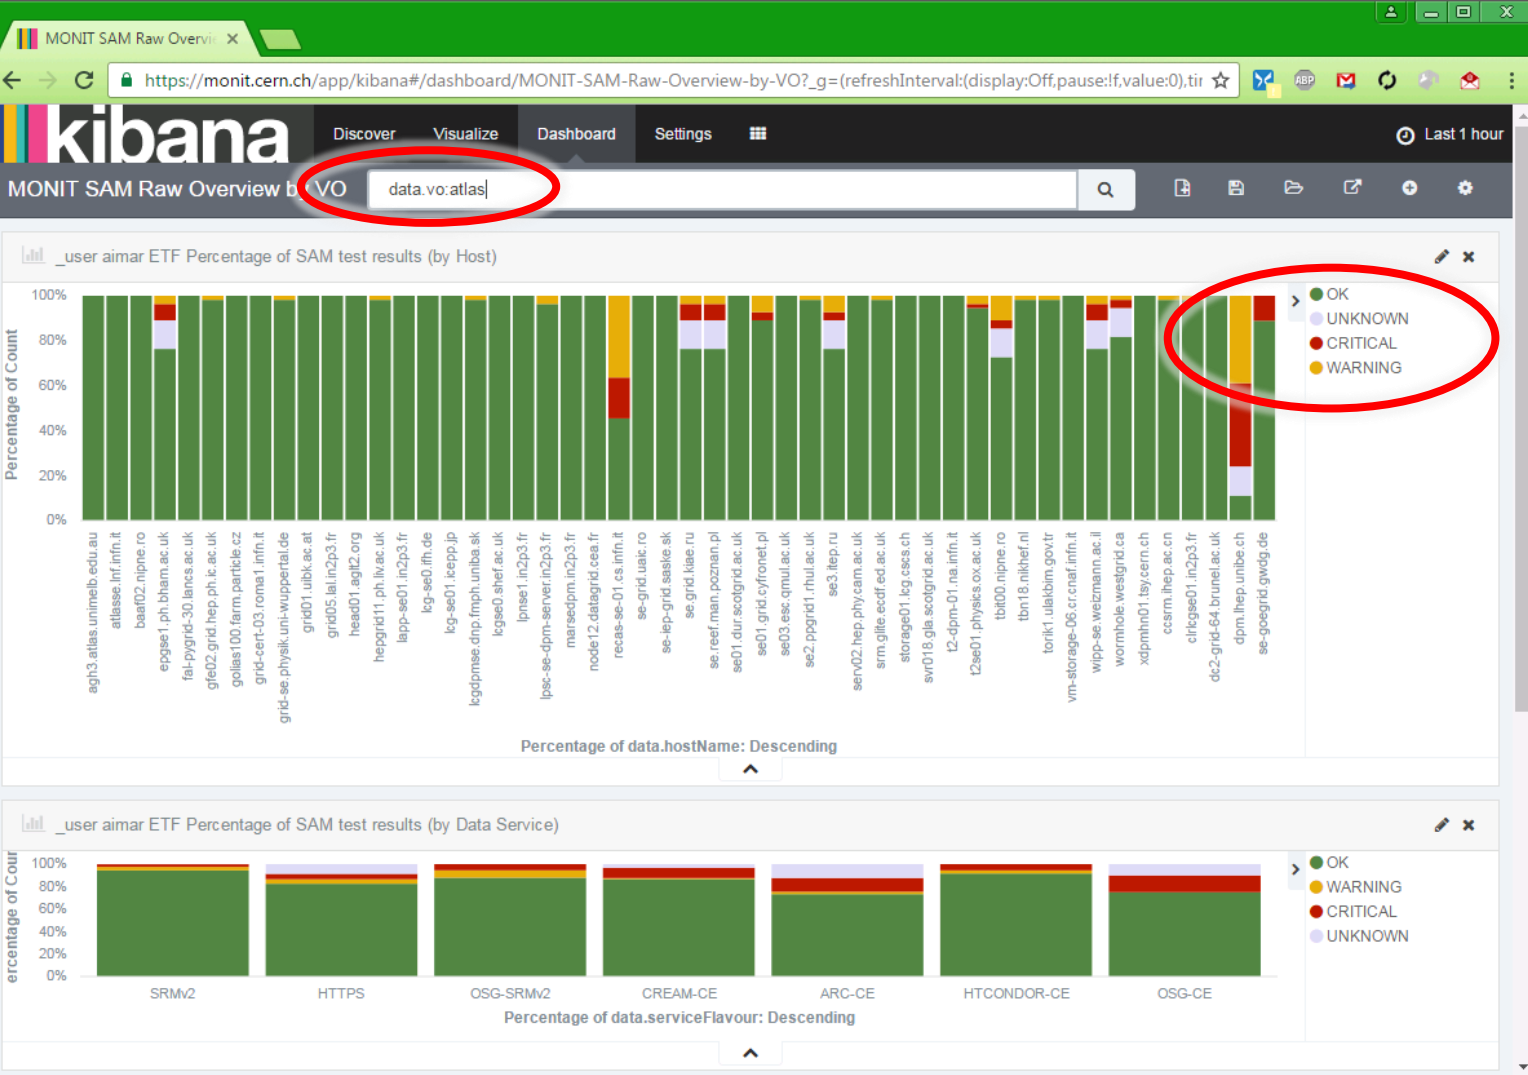 MONIT SAM Raw Overvi
https://monit.cern.ch/app/kibana#/dashboard/MONIT-SAM-Raw-Overview-by-VO?_g=(refreshInterval:(display:Off,pause:!f,value:0),tir
kibana
Discover Visualize Dashboard Settings
Last 1 hour
MONIT SAM Raw Overview by VO
data.vo:atlas
_user aimar ETF Percentage of SAM test results (by Host)
Percentage of Count
100%
80%
60%
40%
20%
0%
OK
UNKNOWN
CRITICAL
WARNING
agh3.atlas.unimelb.edu.au
atlasse.lnf.infn.it
baaf02.nipne.ro
epgse1.ph.bham.ac.uk
fal-pygrid-30.lancs.ac.uk
gfe02.grid.hep.ph.ic.ac.uk
golias100.farm.particle.cz
grid-cert-03.roma1.infn.it
grid-se.physik.uni-wuppertal.de
grid01.uibk.ac.at
grid05.lal.in2p3.fr
head01.aglt2.org
hepgrid11.ph.liv.ac.uk
lapp-se01.in2p3.fr
lcg-se0.ifh.de
lcg-se01.icepp.jp
lcgdpmse.dnp.fmph.uniba.sk
lcgse0.shef.ac.uk
lpnse1.in2p3.fr
lpsc-se-dpm-server.in2p3.fr
marsedpm.in2p3.fr
node12.datagrid.cea.fr
recas-se-01.cs.infn.it
se-grid.uaic.ro
se-iep-grid.saske.sk
se.grid.kiae.ru
se.reef.man.poznan.pl
se01.dur.scotgrid.ac.uk
se01.grid.cyfronet.pl
se03.esc.qmul.ac.uk
se2.ppgrid1.rhul.ac.uk
se3.itep.ru
serv02.hep.phy.cam.ac.uk
srm.glite.ecdf.ed.ac.uk
storage01.lcg.cscs.ch
svr018.gla.scotgrid.ac.uk
t2-dpm-01.na.infn.it
t2se01.physics.ox.ac.uk
tbit00.nipne.ro
tbn18.nikhef.nl
torik1.ulakbim.gov.tr
vm-storage-06.cr.cnaf.infn.it
wipp-se.weizmann.ac.il
wormhole.westgrid.ca
xdpmhn01.tsy.cern.ch
ccsrm.ihep.ac.cn
clrlcgse01.in2p3.fr
dc2-grid-64.brunel.ac.uk
dpm.lhep.unibe.ch
se-goegrid.gwdg.de
Percentage of data.hostName: Descending
_user aimar ETF Percentage of SAM test results (by Data Service)
ercentage of Cour
100%
80%
60%
40%
20%
0%
OK
WARNING
CRITICAL
UNKNOWN
SRMv2 HTTPS OSG-SRMv2 CREAM-CE ARC-CE HTCONDOR-CE OSG-CE
Percentage of data.serviceFlavour: Descending